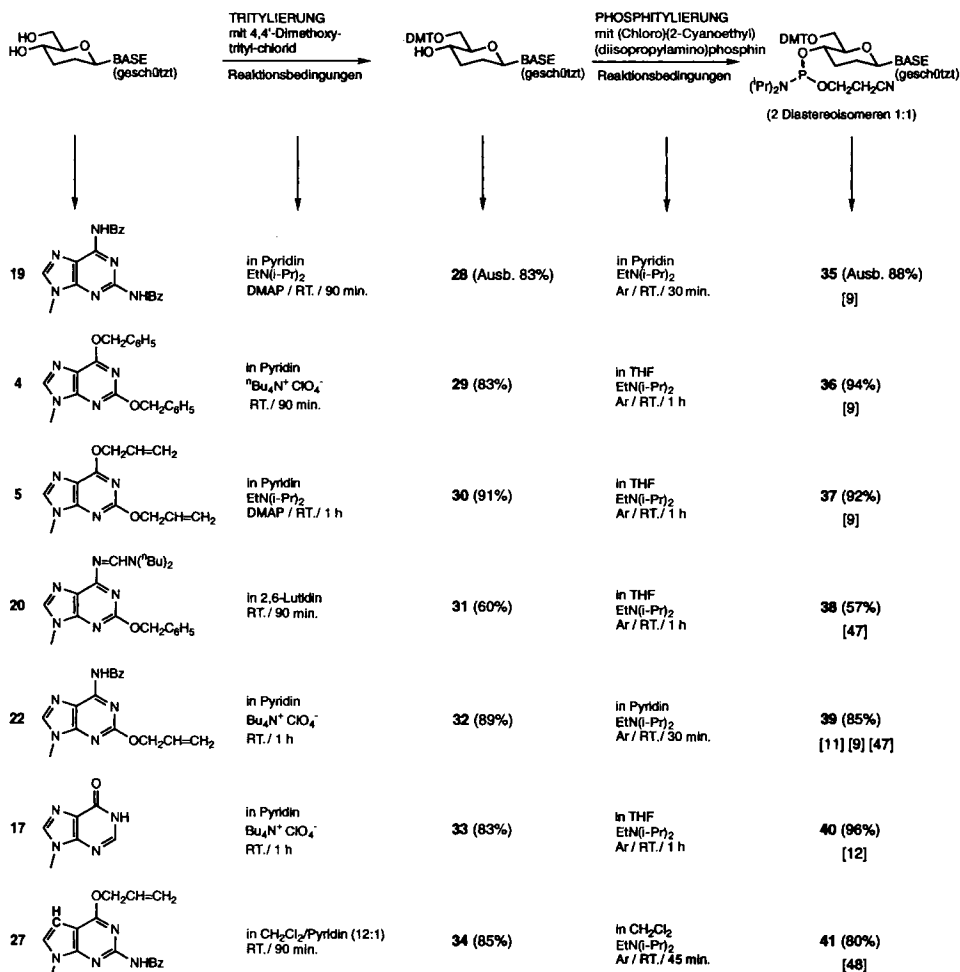 HO
HO
O
BASE
(geschützt)
TRITYLIERUNG
mit 4,4'-Dimethoxy-
trityl-chlorid
Reaktionsbedingungen
DMTO
HO
O
BASE
(geschützt)
PHOSPHITYLIERUNG
mit (Chloro)(2-Cyanoethyl)
(diisopropylamino)phosphin
Reaktionsbedingungen
DMTO
O
O
BASE
(geschützt)
(ⁱPr)₂N P OCH₂CH₂CN
(2 Diastereoisomeren 1:1)
19
NHBz
N N
N N NHBz
in Pyridin
EtN(i-Pr)₂
DMAP / RT. / 90 min.
28 (Ausb. 83%)
in Pyridin
EtN(i-Pr)₂
Ar / RT. / 30 min.
35 (Ausb. 88%)
[9]
4
OCH₂C₆H₅
N N
N N OCH₂C₆H₅
in Pyridin
ⁿBu₄N⁺ ClO₄⁻
RT. / 90 min.
29 (83%)
in THF
EtN(i-Pr)₂
Ar / RT. / 1 h
36 (94%)
[9]
5
OCH₂CH=CH₂
N N
N N OCH₂CH=CH₂
in Pyridin
EtN(i-Pr)₂
DMAP / RT. / 1 h
30 (91%)
in THF
EtN(i-Pr)₂
Ar / RT. / 1 h
37 (92%)
[9]
20
N=CHN(ⁿBu)₂
N N
N N OCH₂C₆H₅
in 2,6-Lutidin
RT. / 90 min.
31 (60%)
in THF
EtN(i-Pr)₂
Ar / RT. / 1 h
38 (57%)
[47]
22
NHBz
N N
N N OCH₂CH=CH₂
in Pyridin
Bu₄N⁺ ClO₄⁻
RT. / 1 h
32 (89%)
in Pyridin
EtN(i-Pr)₂
Ar / RT. / 30 min.
39 (85%)
[11] [9] [47]
17
O
N NH
N N
in Pyridin
Bu₄N⁺ ClO₄⁻
RT. / 1 h
33 (83%)
in THF
EtN(i-Pr)₂
Ar / RT. / 1 h
40 (96%)
[12]
27
OCH₂CH=CH₂
H
C N
N N NHBz
in CH₂Cl₂/Pyridin (12:1)
RT. / 90 min.
34 (85%)
in CH₂Cl₂
EtN(i-Pr)₂
Ar / RT. / 45 min.
41 (80%)
[48]